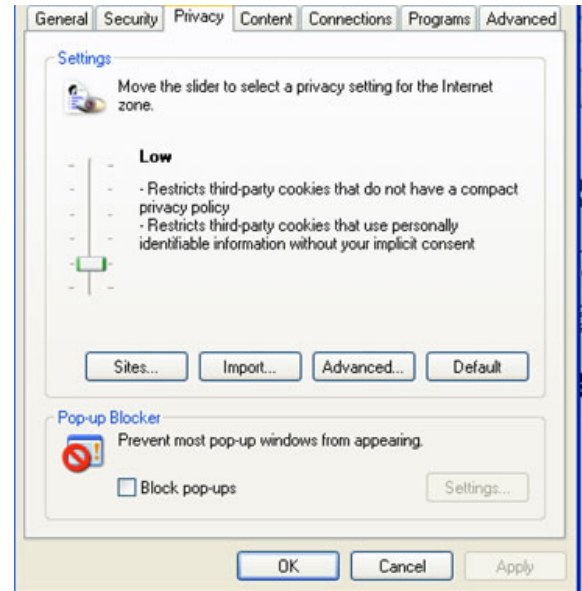 General Security Privacy Content Connections Programs Advanced
Settings
Move the slider to select a privacy setting for the Internet
zone.
Low
- Restricts third-party cookies that do not have a compact
privacy policy
- Restricts third-party cookies that use personally
identifiable information without your implicit consent
Sites... Import... Advanced... Default
Pop-up Blocker
Prevent most pop-up windows from appearing.
Block pop-ups Settings...
OK Cancel Apply